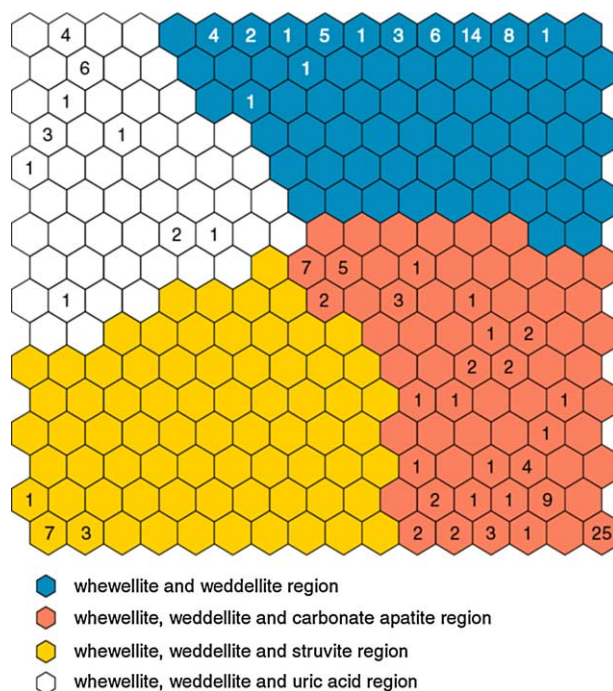 4 4 2 1 5 1 3 6 14 8 1
6 1
1 1
3 1
1
2 1
7 5 1
1 2 3 1
1 2
2 2
1 1 1
1
1 1 4
1 2 1 1 9
7 3 2 2 3 1 25
whewellite and weddellite region
whewellite, weddellite and carbonate apatite region
whewellite, weddellite and struvite region
whewellite, weddellite and uric acid region